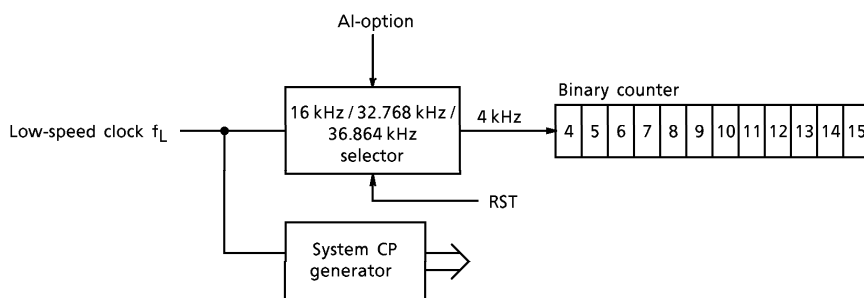 AI-option
Binary counter
16 kHz / 32.768 kHz /
36.864 kHz
selector
4 kHz
4 5 6 7 8 9 10 11 12 13 14 15
Low-speed clock fL
RST
System CP
generator